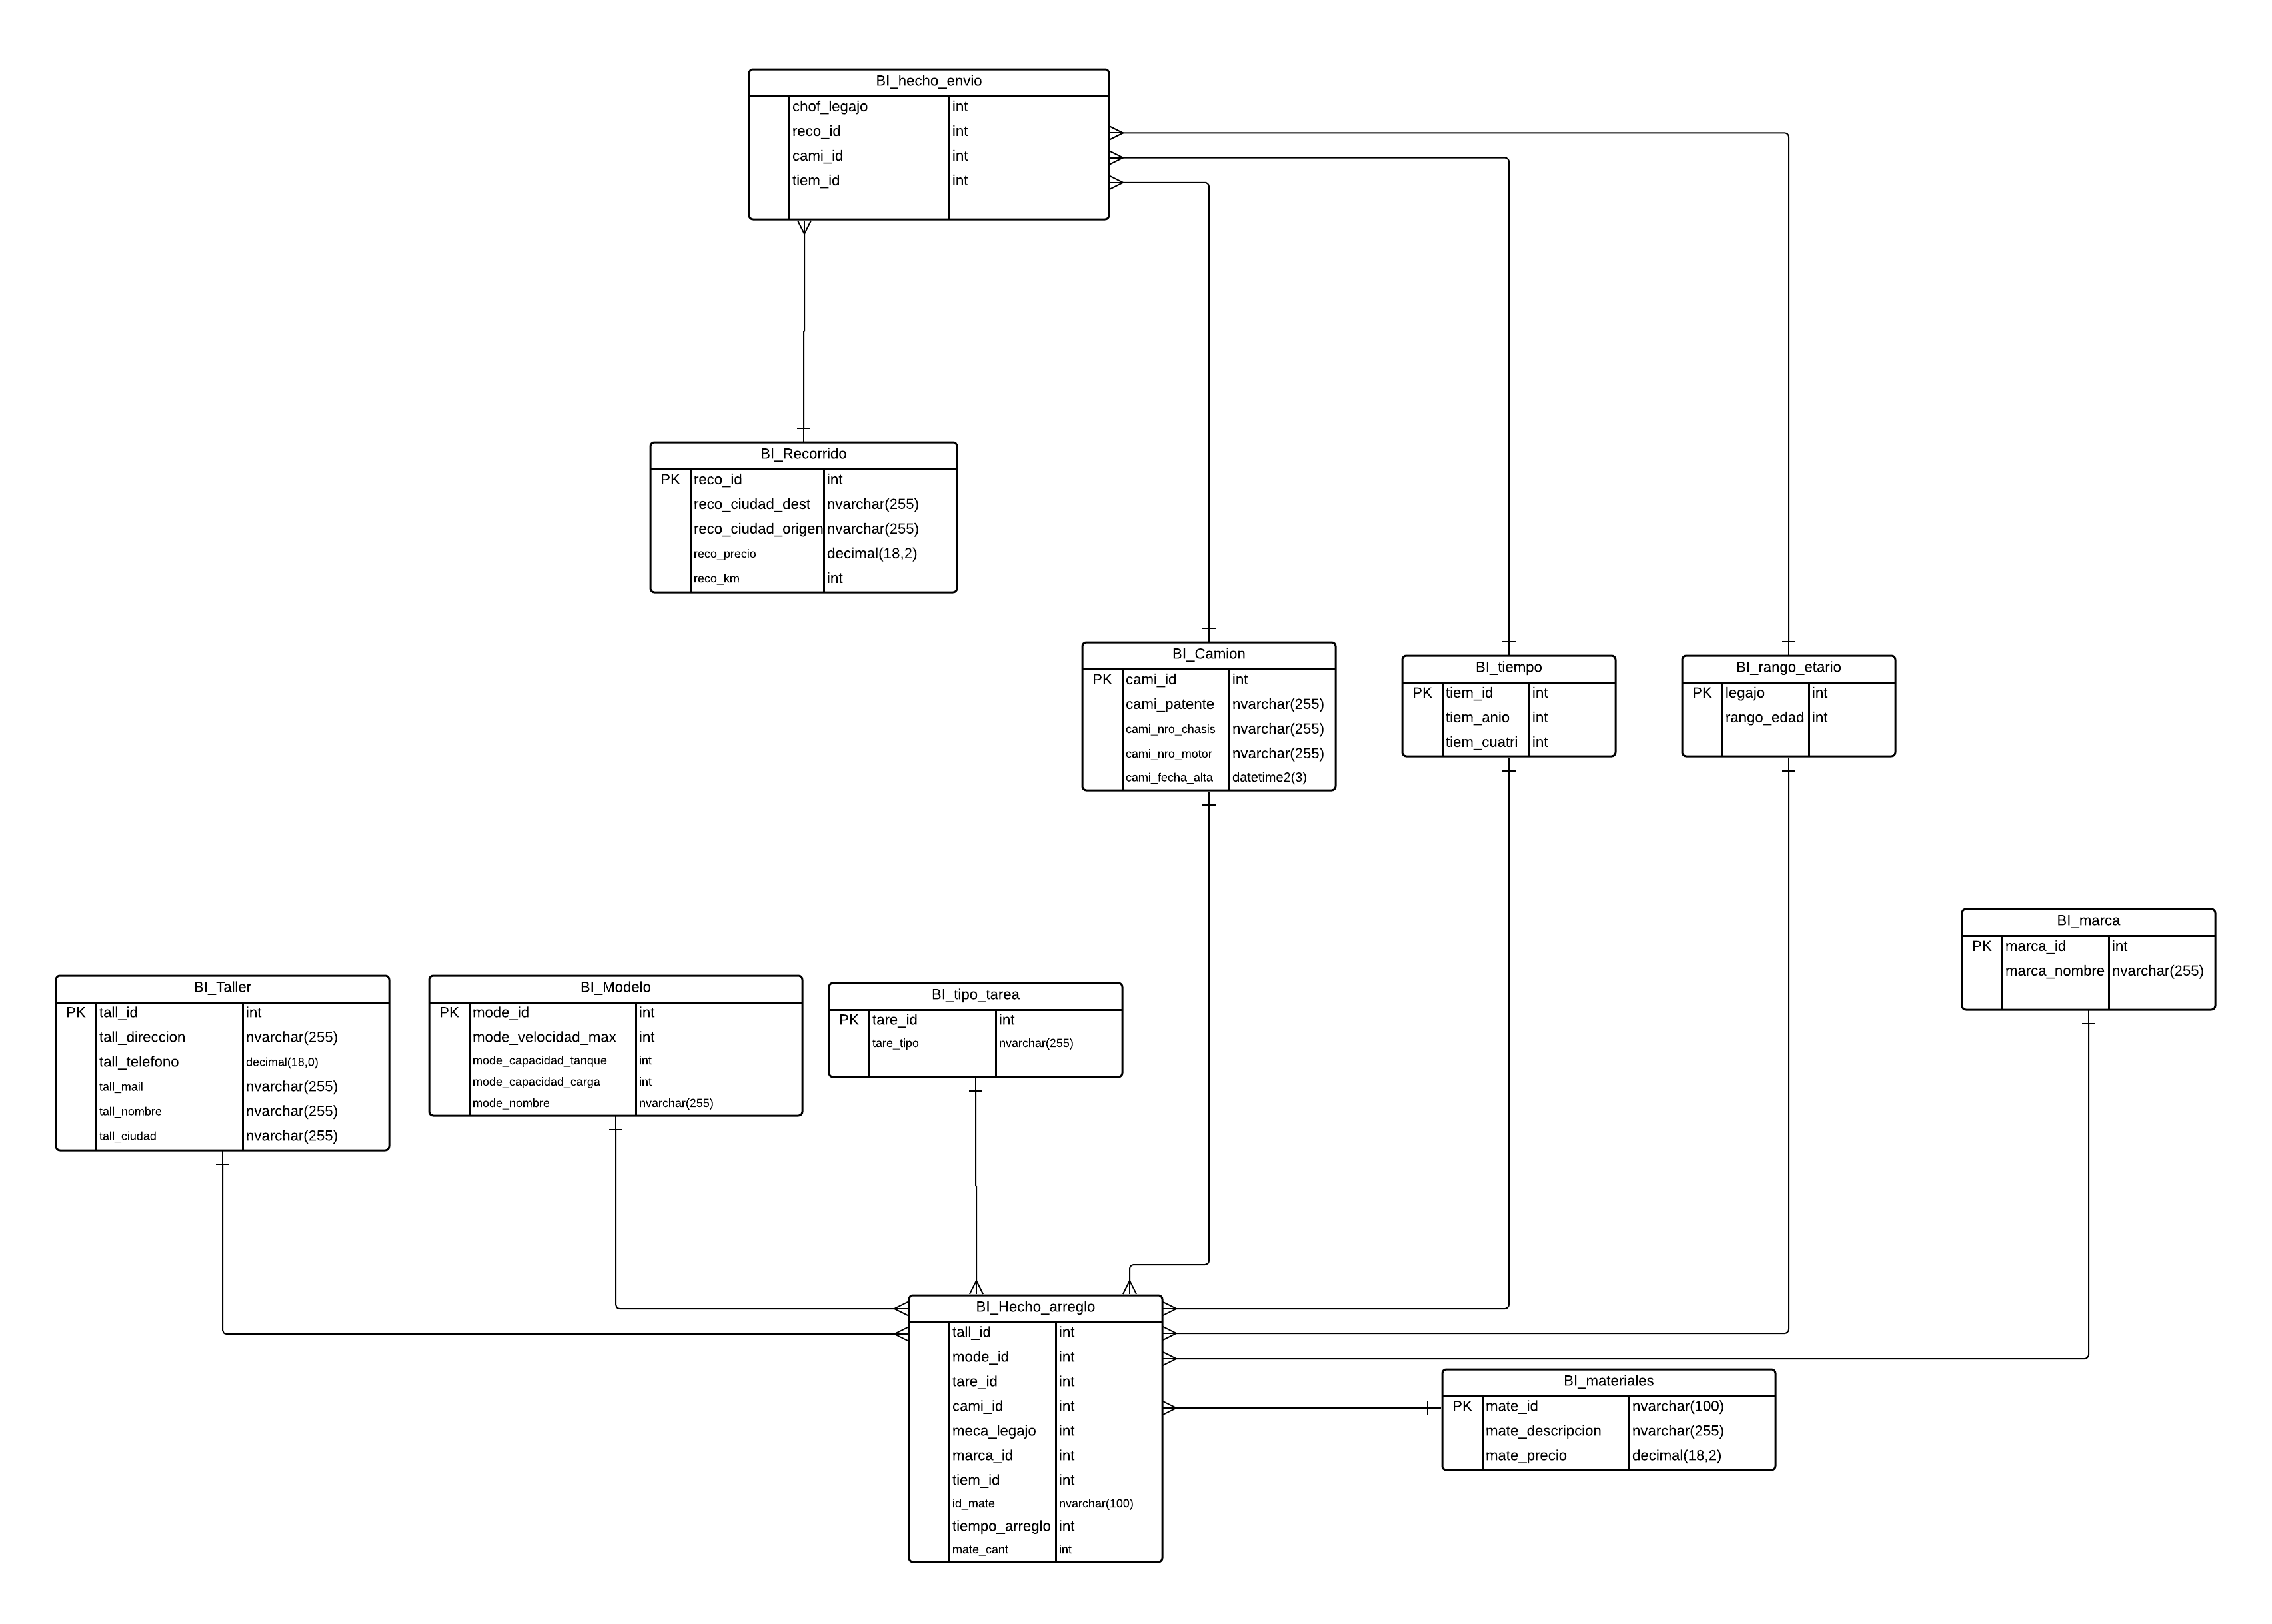 BI_hecho_envio
chof_legajo int
reco_id int
cami_id int
tiem_id int
BI_Recorrido
PK reco_id int
reco_ciudad_dest nvarchar(255)
reco_ciudad_origen nvarchar(255)
reco_precio decimal(18,2)
reco_km int
BI_Camion
PK cami_id int
cami_patente nvarchar(255)
cami_nro_chasis nvarchar(255)
cami_nro_motor nvarchar(255)
cami_fecha_alta datetime2(3)
BI_tiempo
PK tiem_id int
tiem_anio int
tiem_cuatri int
BI_rango_etario
PK legajo int
rango_edad int
BI_marca
PK marca_id int
marca_nombre nvarchar(255)
BI_Taller
PK tall_id int
tall_direccion nvarchar(255)
tall_telefono decimal(18,0)
tall_mail nvarchar(255)
tall_nombre nvarchar(255)
tall_ciudad nvarchar(255)
BI_Modelo
PK mode_id int
mode_velocidad_max int
mode_capacidad_tanque int
mode_capacidad_carga int
mode_nombre nvarchar(255)
BI_tipo_tarea
PK tare_id int
tare_tipo nvarchar(255)
BI_Hecho_arreglo
tall_id int
mode_id int
tare_id int
cami_id int
meca_legajo int
marca_id int
tiem_id int
id_mate nvarchar(100)
tiempo_arreglo int
mate_cant int
BI_materiales
PK mate_id nvarchar(100)
mate_descripcion nvarchar(255)
mate_precio decimal(18,2)